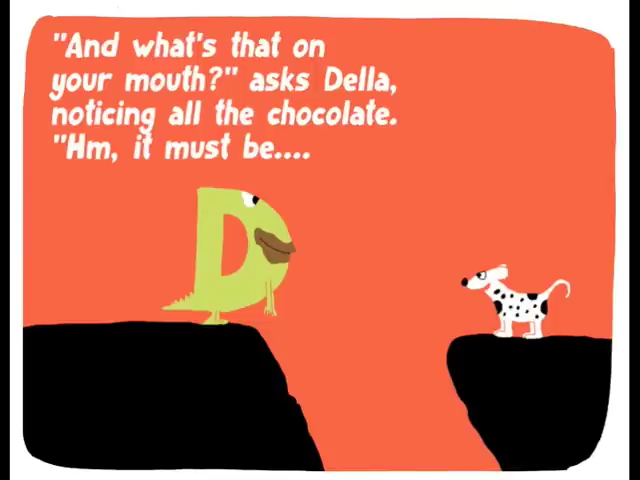 "And what's that on
your mouth?" asks Della,
noticing all the chocolate.
"Hm, it must be....
D